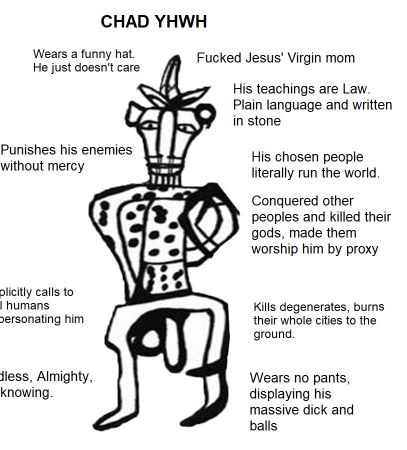 CHAD YHWH
Wears a funny hat.
He just doesn't care
Fucked Jesus' Virgin mom
His teachings are Law.
Plain language and written
in stone
Punishes his enemies
without mercy
His chosen people
literally run the world.
Conquered other
peoples and killed their
gods, made them
worship him by proxy
plicitly calls to
l humans
personating him
Kills degenerates, burns
their whole cities to the
ground.
dless, Almighty,
knowing.
Wears no pants,
displaying his
massive dick and
balls